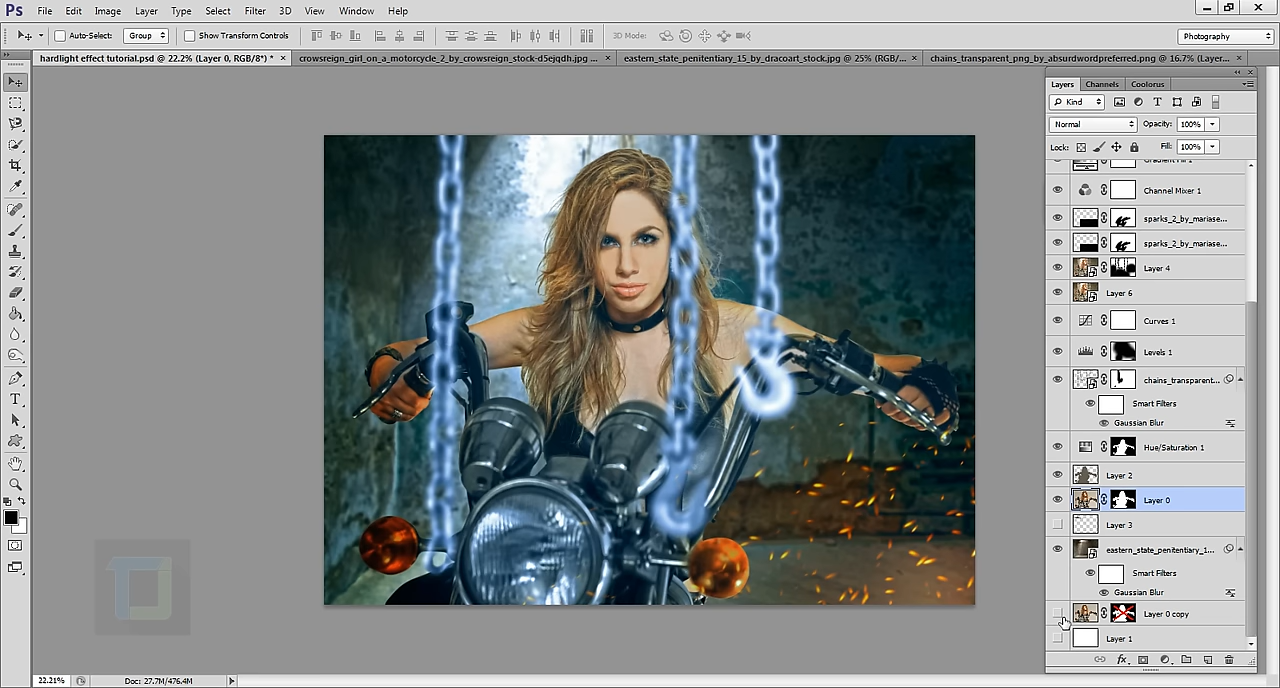 Ps File Edit Image Layer Type Select Filter 3D View Window Help
Auto-Select: Group Show Transform Controls 3D Mode: Photography
hardlight effect tutorial.psd @ 22.2% (Layer 0, RGB/8*) * × crowsreign_girl_on_a_motorcycle_2_by_crowsreign_stock-d5ejqdh.jpg ... × eastern_state_penitentiary_15_by_dracoart_stock.jpg @ 25% (RGB/... × chains_transparent_png_by_absurdwordpreferred.png @ 16.7% (Layer... ×
Layers Channels Coolorus
Kind
Normal Opacity: 100%
Lock: Fill: 100%
Gradient Fill 1
Channel Mixer 1
sparks_2_by_mariase...
sparks_2_by_mariase...
Layer 4
Layer 6
Curves 1
Levels 1
chains_transparent...
Smart Filters
Gaussian Blur
Hue/Saturation 1
Layer 2
Layer 0
Layer 3
eastern_state_penitentiary_1...
Smart Filters
Gaussian Blur
Layer 0 copy
Layer 1
fx
TJ
22.21% Doc: 27.7M/476.4M